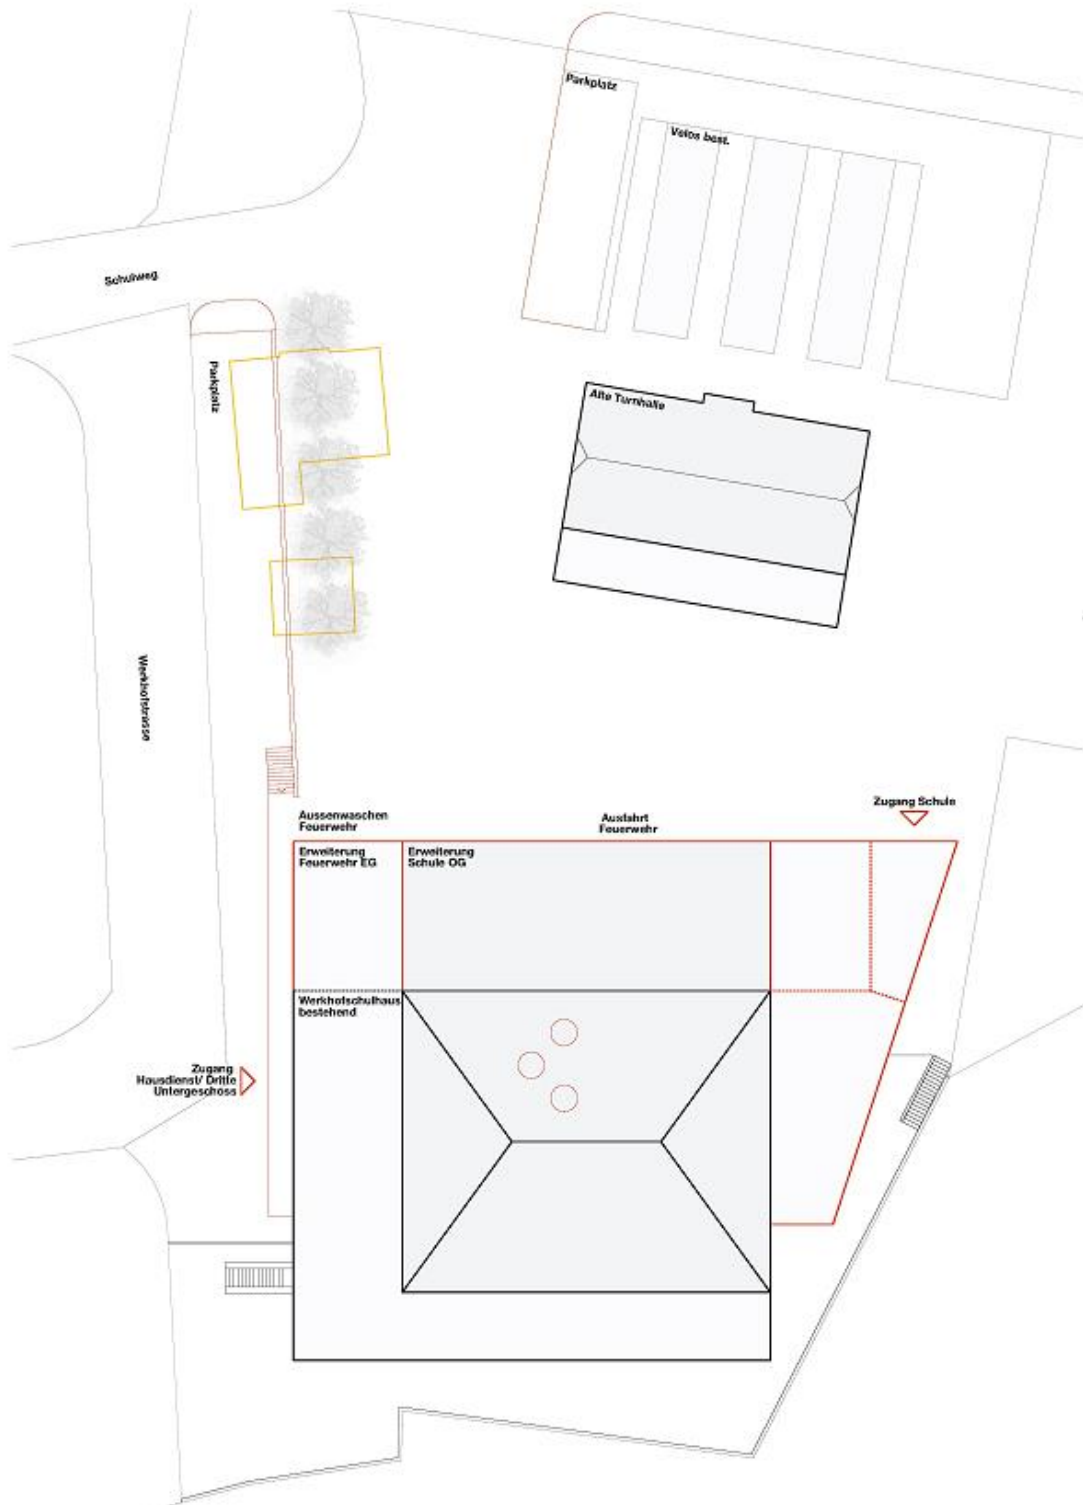 Parkplatz
Velos best.
Schulweg
Parkplatz
Alte Turnhalle
Werkhofstrasse
Zugang Schule
Aussenwaschen
Feuerwehr
Ausfahrt
Feuerwehr
Erweiterung
Feuerwehr EG
Erweiterung
Schule OG
Werkhofschulhaus
bestehend
Zugang
Hausdienst/ Dritte
Untergeschoss